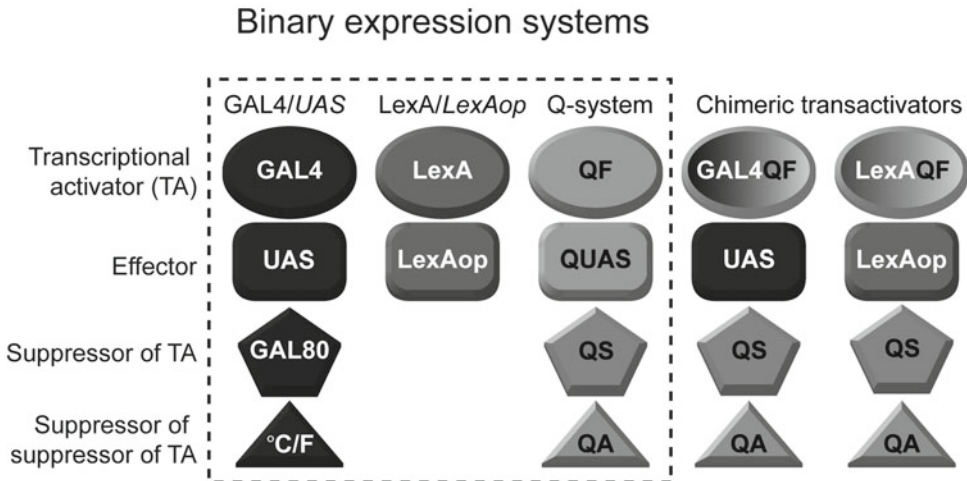 Binary expression systems
GAL4/UAS LexA/LexAop Q-system Chimeric transactivators
Transcriptional
activator (TA)
GAL4 LexA QF GAL4QF LexAQF
Effector UAS LexAop QUAS UAS LexAop
Suppressor of TA GAL80 QS QS QS
Suppressor of
suppressor of TA
°C/F QA QA QA